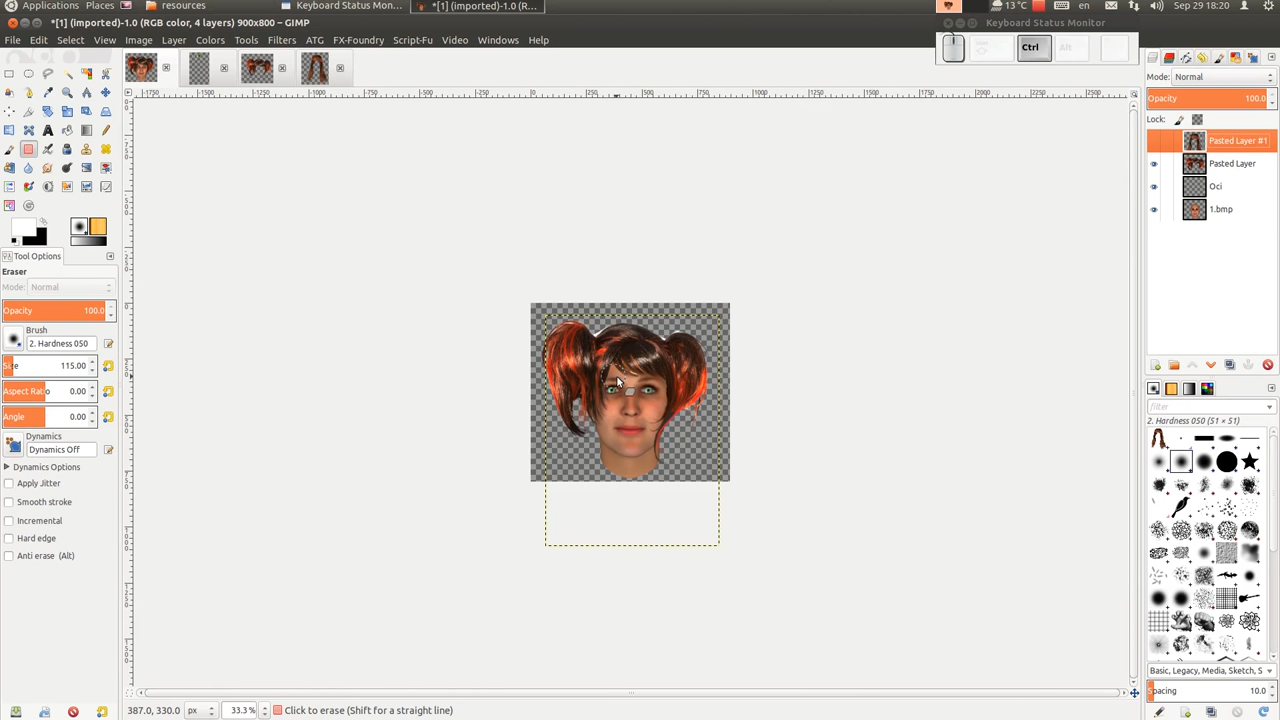 Applications Places resources Keyboard Status Monit... *[1] (imported)-1.0 (R... 13 °C en Sep 29 18:20
*[1] (imported)-1.0 (RGB color, 4 layers) 900x800 – GIMP
Keyboard Status Monitor
File Edit Select View Image Layer Colors Tools Filters ATG FX-Foundry Script-Fu Video Windows Help
Ctrl Alt
Mode: Normal
Opacity 100.0
Lock:
Pasted Layer #1
Pasted Layer
Oci
1.bmp
Tool Options
Eraser
Mode: Normal
Opacity 100.0
Brush
2. Hardness 050
Size 115.00
Aspect Ratio 0.00
Angle 0.00
Dynamics
Dynamics Off
Dynamics Options
Apply Jitter
Smooth stroke
Incremental
Hard edge
Anti erase (Alt)
filter
2. Hardness 050 (51 × 51)
Basic, Legacy, Media, Sketch, S
Spacing 10.0
387.0, 330.0 px 33.3 % Click to erase (Shift for a straight line)